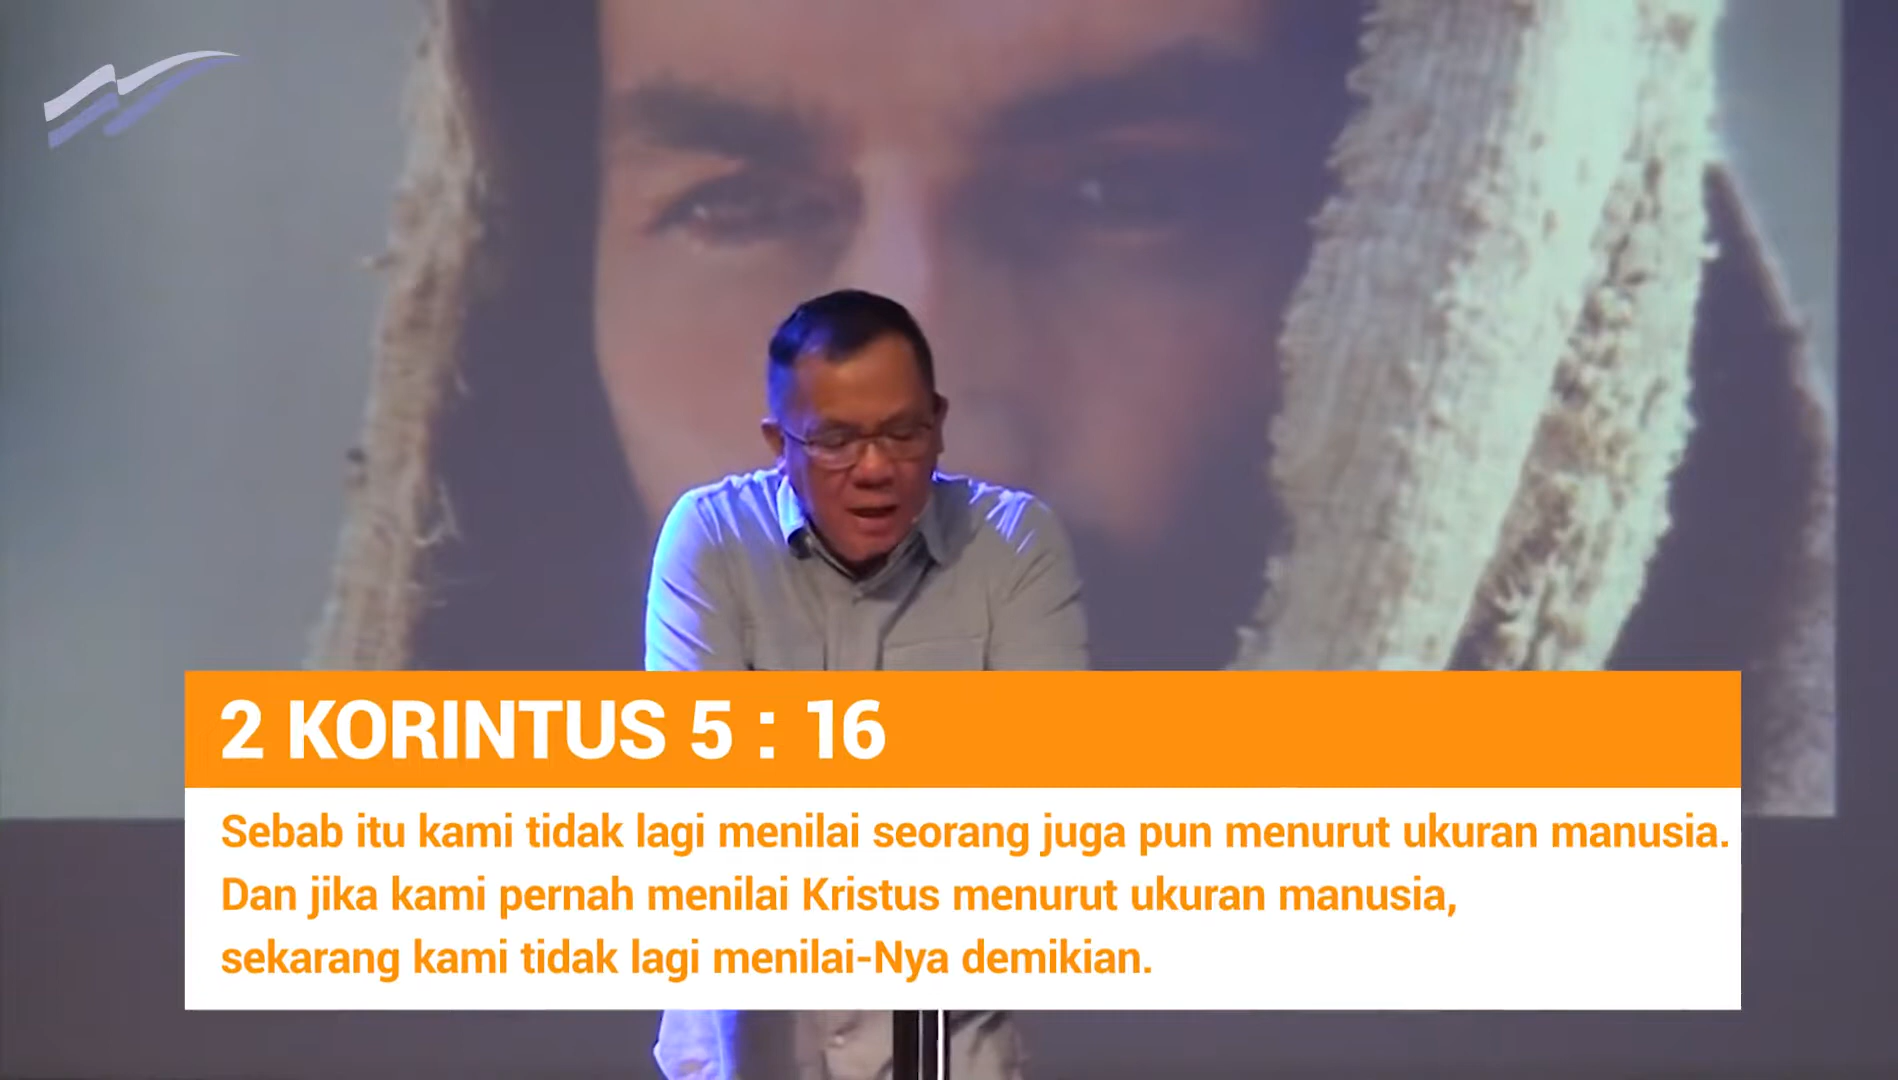 2 KORINTUS 5 : 16
Sebab itu kami tidak lagi menilai seorang juga pun menurut ukuran manusia.
Dan jika kami pernah menilai Kristus menurut ukuran manusia,
sekarang kami tidak lagi menilai-Nya demikian.